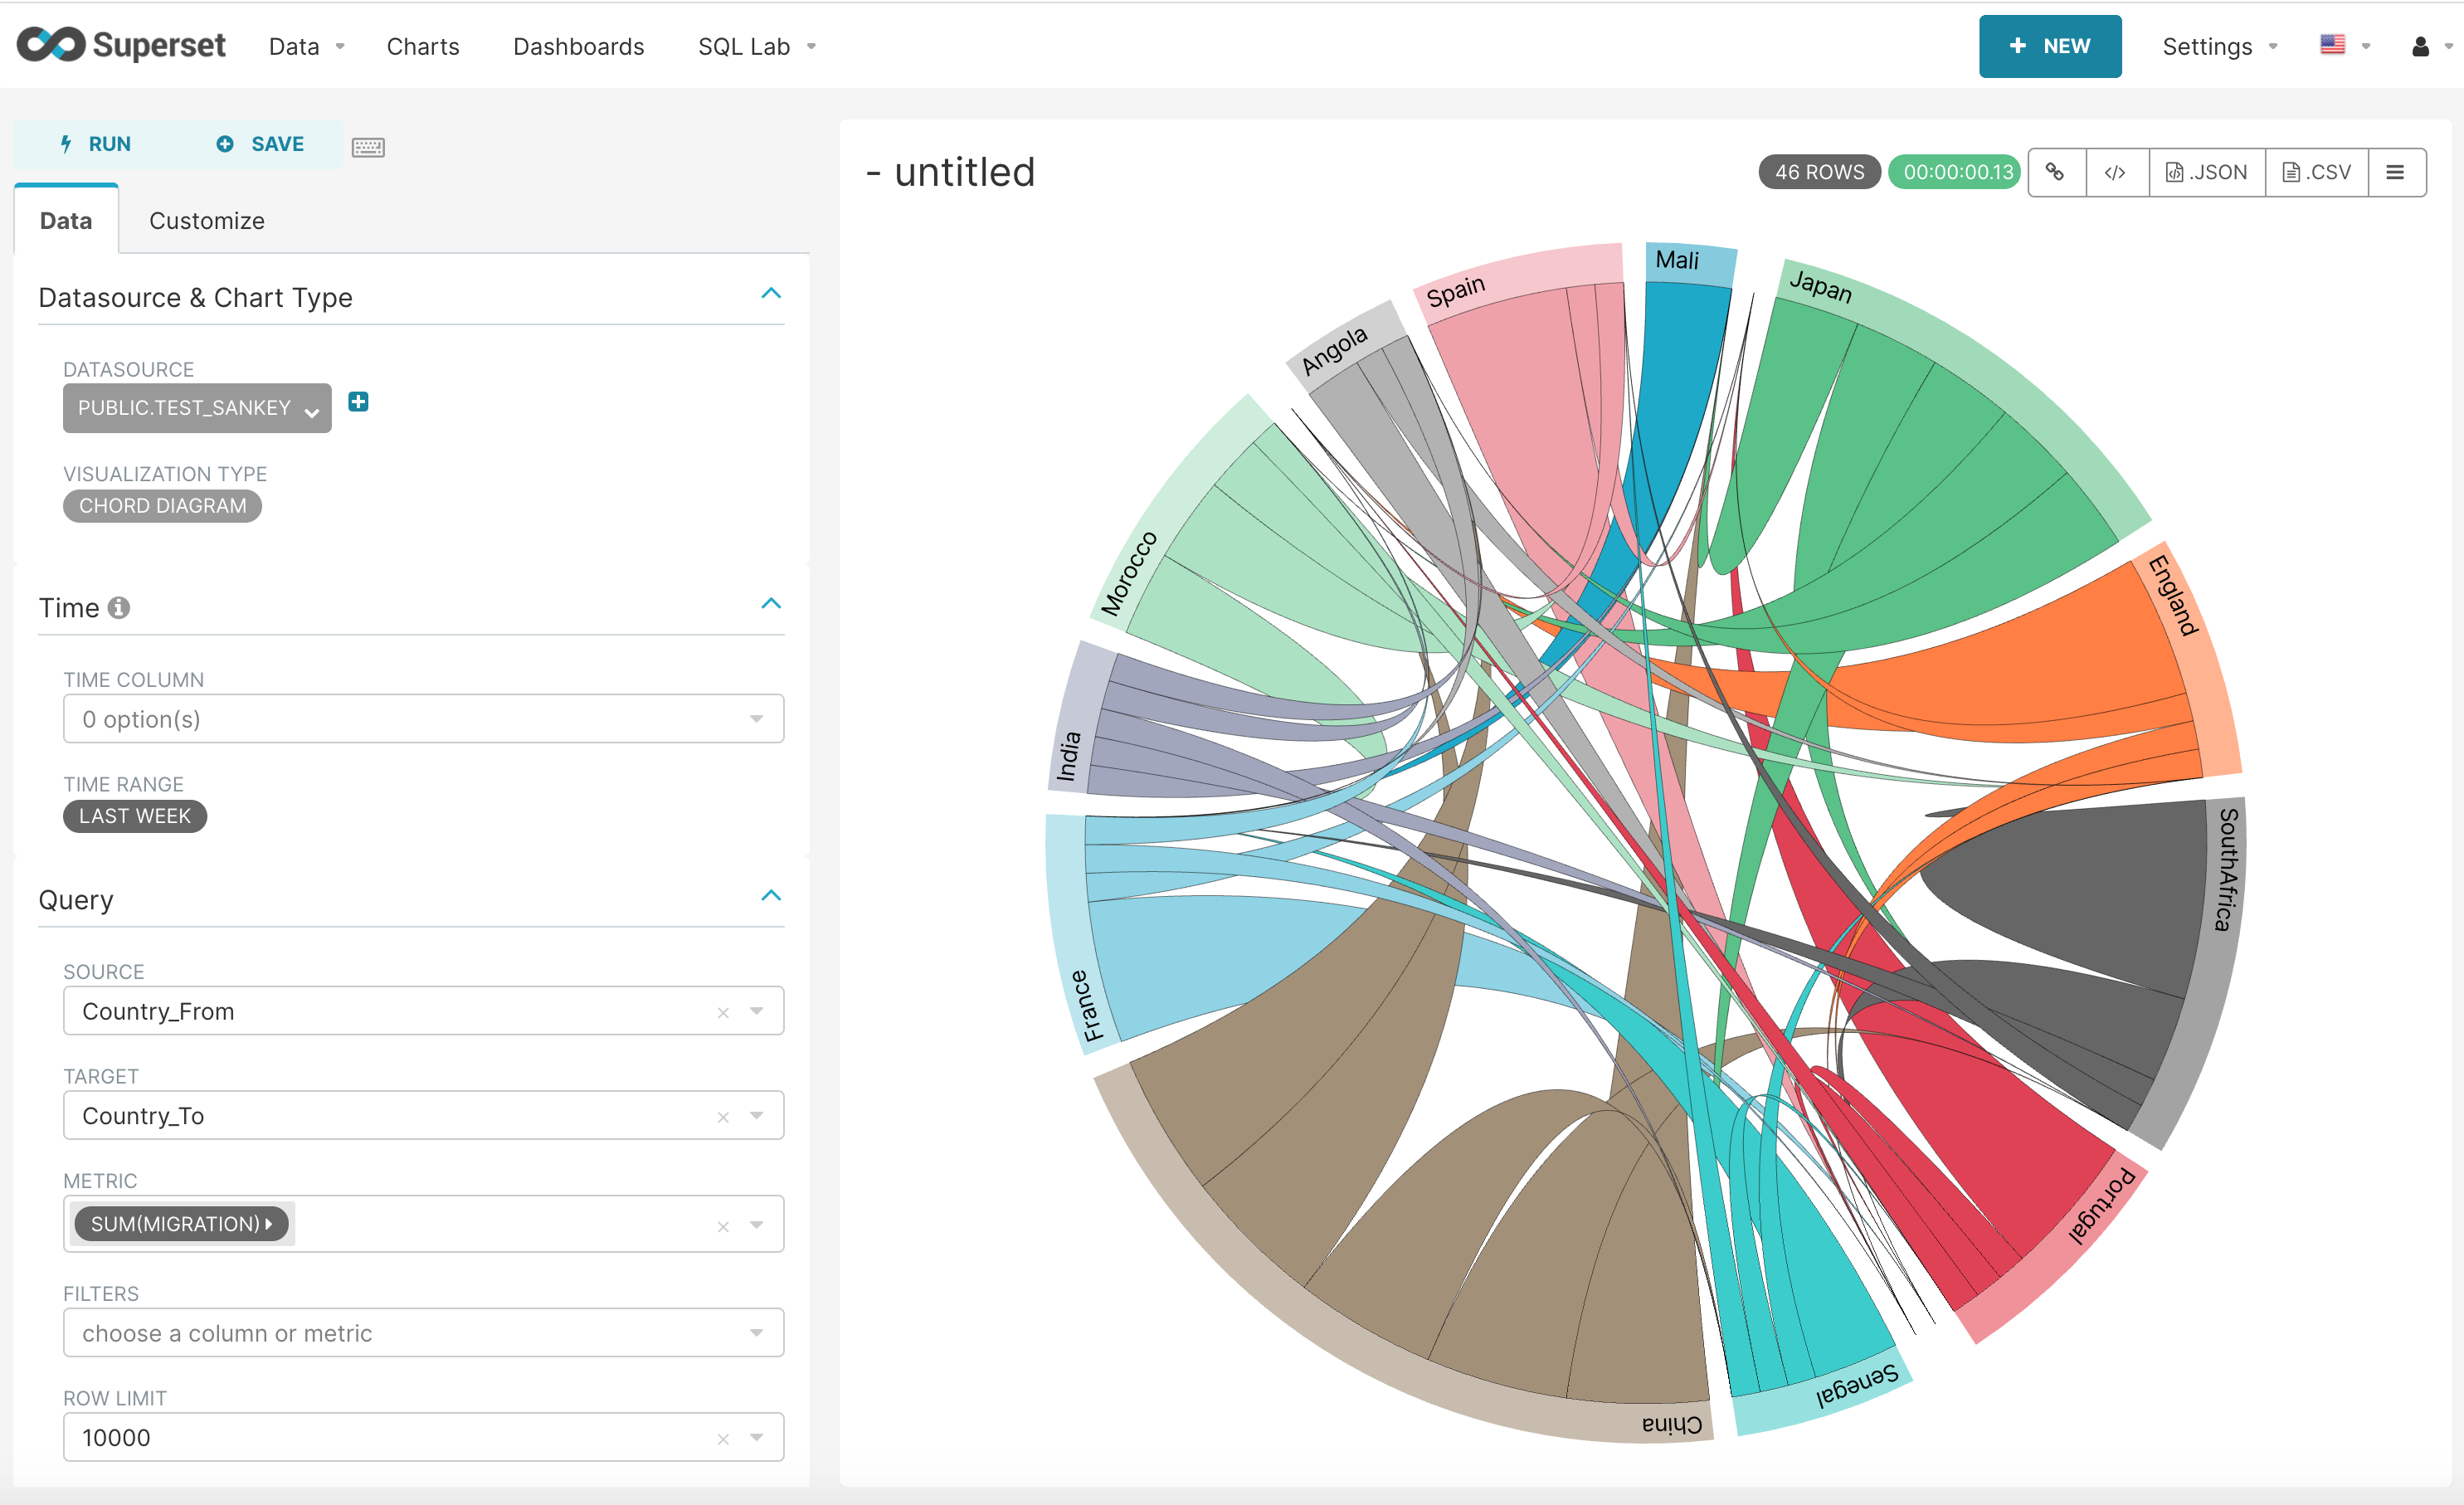 Superset Data Charts Dashboards SQL Lab + NEW Settings
RUN SAVE
Data Customize
Datasource & Chart Type
DATASOURCE
PUBLIC.TEST_SANKEY
VISUALIZATION TYPE
CHORD DIAGRAM
Time
TIME COLUMN
0 option(s)
TIME RANGE
LAST WEEK
Query
SOURCE
Country_From
TARGET
Country_To
METRIC
SUM(MIGRATION)
FILTERS
choose a column or metric
ROW LIMIT
10000
- untitled
46 ROWS 00:00:00.13 </> .JSON .CSV
Mali
Japan
England
SouthAfrica
Portugal
Senegal
China
France
India
Morocco
Angola
Spain